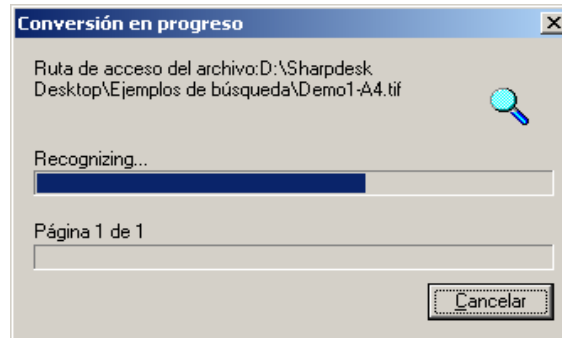 Conversión en progreso
Ruta de acceso del archivo:D:\Sharpdesk
Desktop\Ejemplos de búsqueda\Demo1-A4.tif
Recognizing...
Página 1 de 1
Cancelar